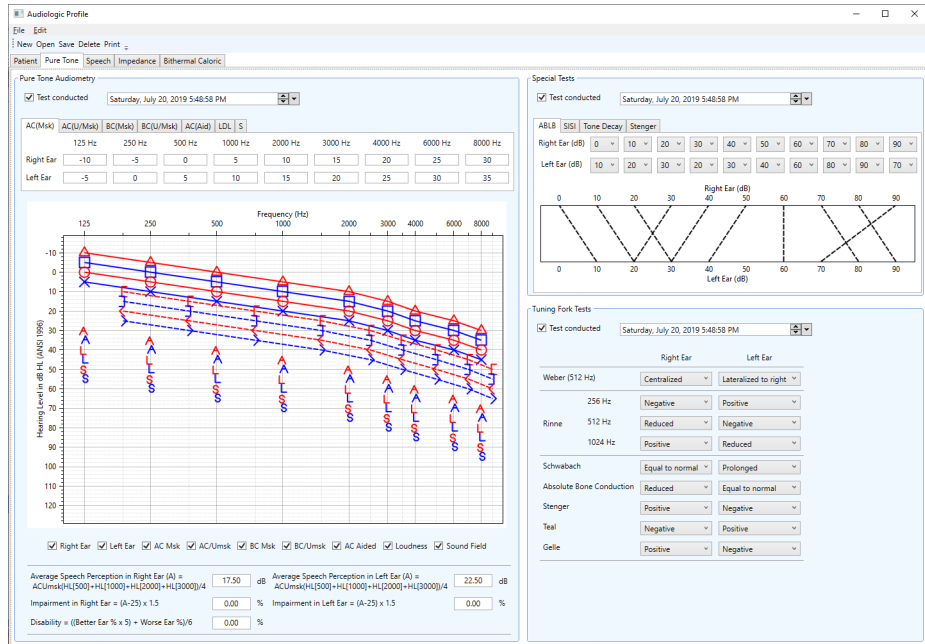 Audiologic Profile
File Edit
New Open Save Delete Print
Patient Pure Tone Speech Impedance Bithermal Caloric
Pure Tone Audiometry
Test conducted Saturday, July 20, 2019 5:48:58 PM
AC(Msk) AC(U/Msk) BC(Msk) BC(U/Msk) AC(Aid) LDL S
125 Hz 250 Hz 500 Hz 1000 Hz 2000 Hz 3000 Hz 4000 Hz 6000 Hz 8000 Hz
Right Ear -10 -5 0 5 10 15 20 25 30
Left Ear -5 0 5 10 15 20 25 30 35
Frequency (Hz)
125 250 500 1000 2000 3000 4000 6000 8000
Hearing Level in dB HL (ANSI 1996)
-10
0
10
20
30
40
50
60
70
80
90
100
110
120
A A A A A A A A A
A A A A A A A A A
L L L L L L L L L
L L L L L L L L L
S S S S S S S S S
S S S S S S S S S
Right Ear Left Ear AC Msk AC/Umsk BC Msk BC/Umsk AC Aided Loudness Sound Field
Average Speech Perception in Right Ear (A) =
ACUmsk(HL[500]+HL[1000]+HL[2000]+HL[3000])/4 17.50 dB
Average Speech Perception in Left Ear (A) =
ACUmsk(HL[500]+HL[1000]+HL[2000]+HL[3000])/4 22.50 dB
Impairment in Right Ear = (A-25) x 1.5 0.00 %
Impairment in Left Ear = (A-25) x 1.5 0.00 %
Disability = ((Better Ear % x 5) + Worse Ear %)/6 0.00 %
Special Tests
Test conducted Saturday, July 20, 2019 5:48:58 PM
ABLB SISI Tone Decay Stenger
Right Ear (dB) 0 10 20 30 40 50 60 70 80 90
Left Ear (dB) 10 20 30 20 30 40 60 80 90 70
Right Ear (dB)
0 10 20 30 40 50 60 70 80 90
0 10 20 30 40 50 60 70 80 90
Left Ear (dB)
Tuning Fork Tests
Test conducted Saturday, July 20, 2019 5:48:58 PM
Right Ear Left Ear
Weber (512 Hz) Centralized Lateralized to right
256 Hz Negative Positive
Rinne 512 Hz Reduced Negative
1024 Hz Positive Reduced
Schwabach Equal to normal Prolonged
Absolute Bone Conduction Reduced Equal to normal
Stenger Positive Negative
Teal Negative Positive
Gelle Positive Negative